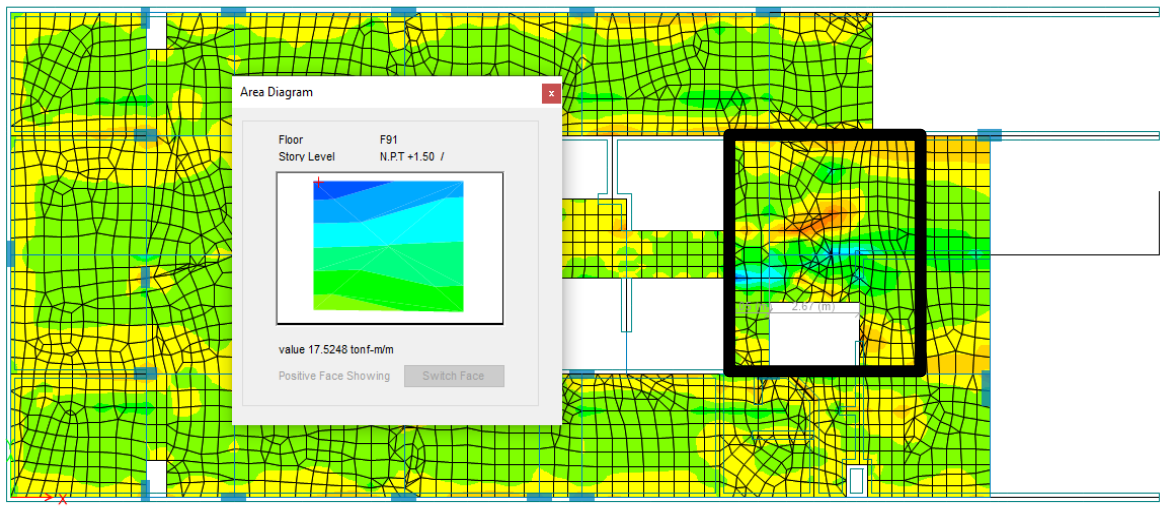 Area Diagram
x
Floor F91
Story Level N.P.T +1.50 /
value 17.5248 tonf-m/m
Positive Face Showing Switch Face
2.67 (m)
X